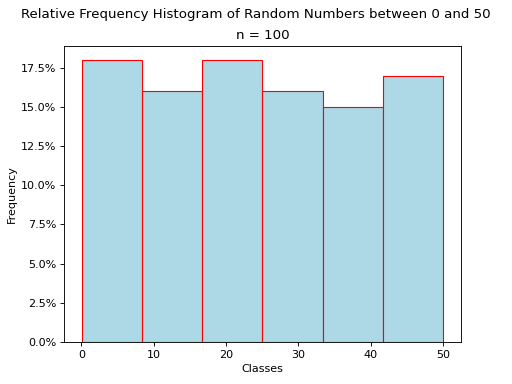 Relative Frequency Histogram of Random Numbers between 0 and 50
n = 100
17.5%
15.0%
12.5%
10.0%
7.5%
5.0%
2.5%
0.0%
Frequency
0 10 20 30 40 50
Classes